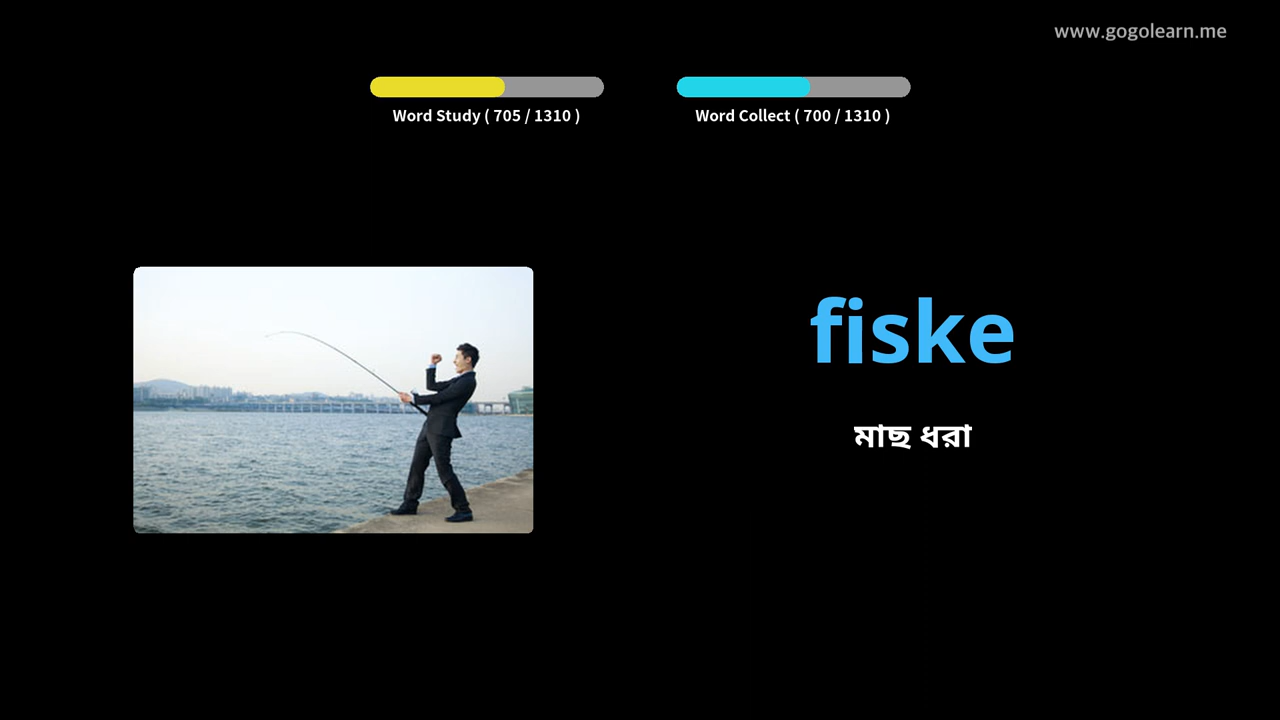 www.gogolearn.me
Word Study ( 705 / 1310 )
Word Collect ( 700 / 1310 )
fiske
মাছ ধরা